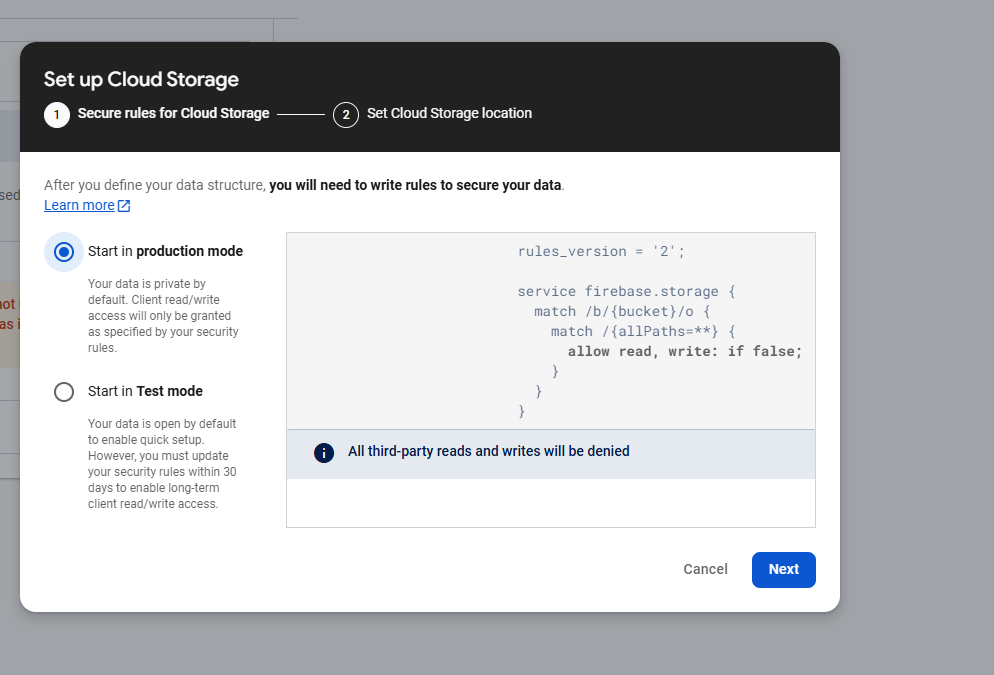 Set up Cloud Storage
1 Secure rules for Cloud Storage 2 Set Cloud Storage location
After you define your data structure, you will need to write rules to secure your data.
Learn more
Start in production mode
Your data is private by
default. Client read/write
access will only be granted
as specified by your security
rules.
Start in Test mode
Your data is open by default
to enable quick setup.
However, you must update
your security rules within 30
days to enable long-term
client read/write access.
rules_version = '2';
service firebase.storage {
match /b/{bucket}/o {
match /{allPaths=**} {
allow read, write: if false;
}
}
}
All third-party reads and writes will be denied
Cancel Next